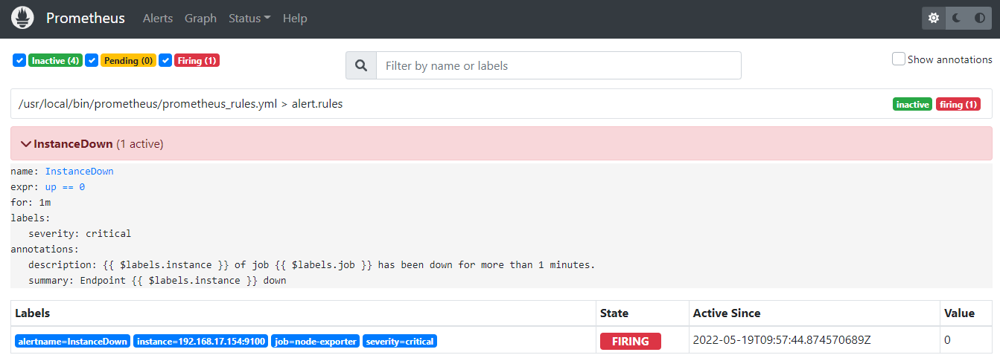 Prometheus Alerts Graph Status Help
Inactive (4) Pending (0) Firing (1) Filter by name or labels Show annotations
/usr/local/bin/prometheus/prometheus_rules.yml > alert.rules inactive firing (1)
InstanceDown (1 active)
name: InstanceDown
expr: up == 0
for: 1m
labels:
severity: critical
annotations:
description: {{ $labels.instance }} of job {{ $labels.job }} has been down for more than 1 minutes.
summary: Endpoint {{ $labels.instance }} down
Labels State Active Since Value
alertname=InstanceDown instance=192.168.17.154:9100 job=node-exporter severity=critical FIRING 2022-05-19T09:57:44.874570689Z 0